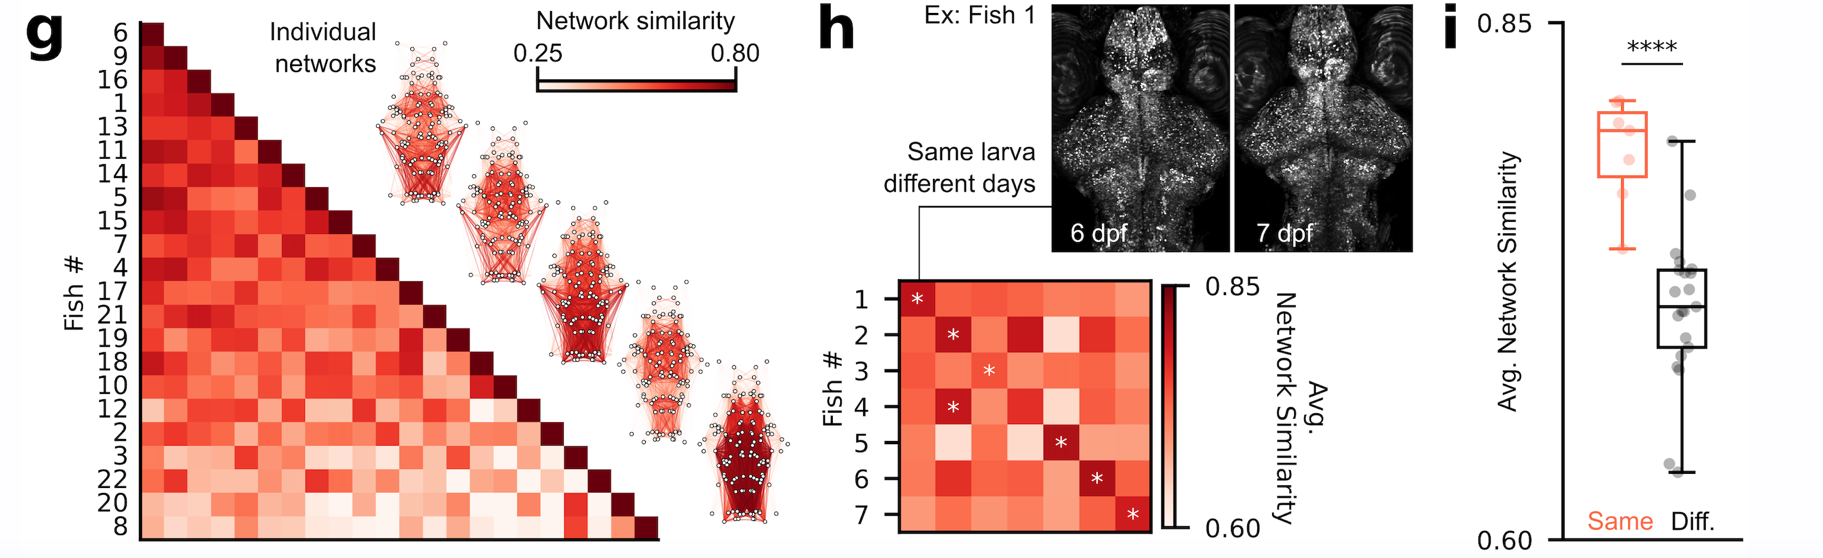 g
Fish #
6
9
16
1
13
11
14
5
15
7
4
17
21
19
18
10
12
2
3
22
20
8
Individual
networks
Network similarity
0.25 0.80
h
Ex: Fish 1
6 dpf
7 dpf
Same larva
different days
Fish #
1 *
2 *
3 *
4 *
5 *
6 *
7 *
0.85
0.60
Avg.
Network Similarity
i
Avg. Network Similarity
0.85
0.60
****
Same Diff.